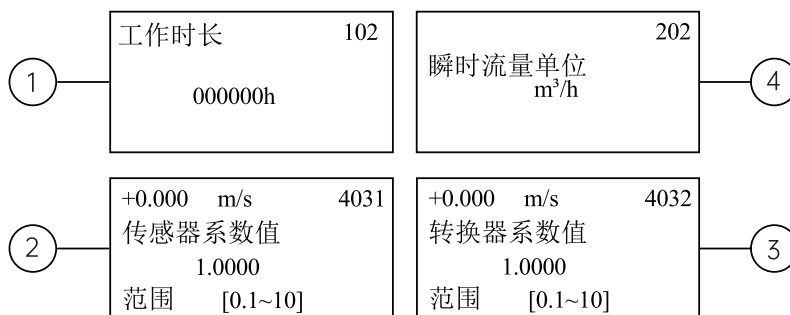 工作时长 102
000000h
1
202
瞬时流量单位
m³/h
4
+0.000 m/s 4031
传感器系数值
1.0000
范围 [0.1~10]
2
+0.000 m/s 4032
转换器系数值
1.0000
范围 [0.1~10]
3